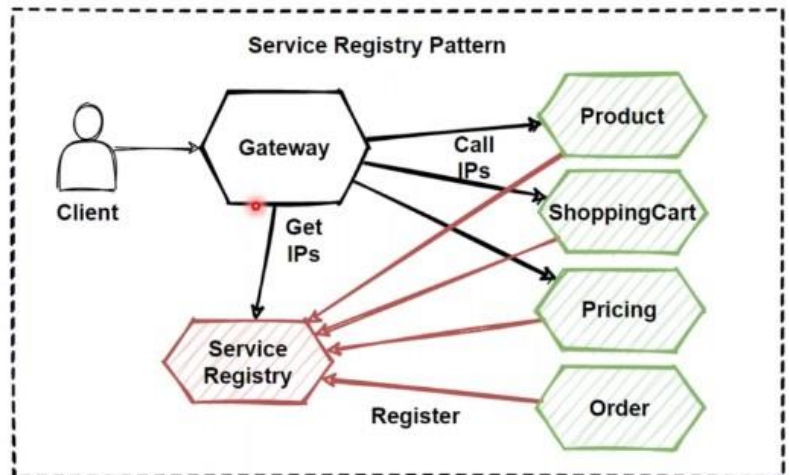 Service Registry Pattern
Gateway
Product
Call
IPs
Client
ShoppingCart
Get
IPs
Pricing
Service
Registry
Register
Order